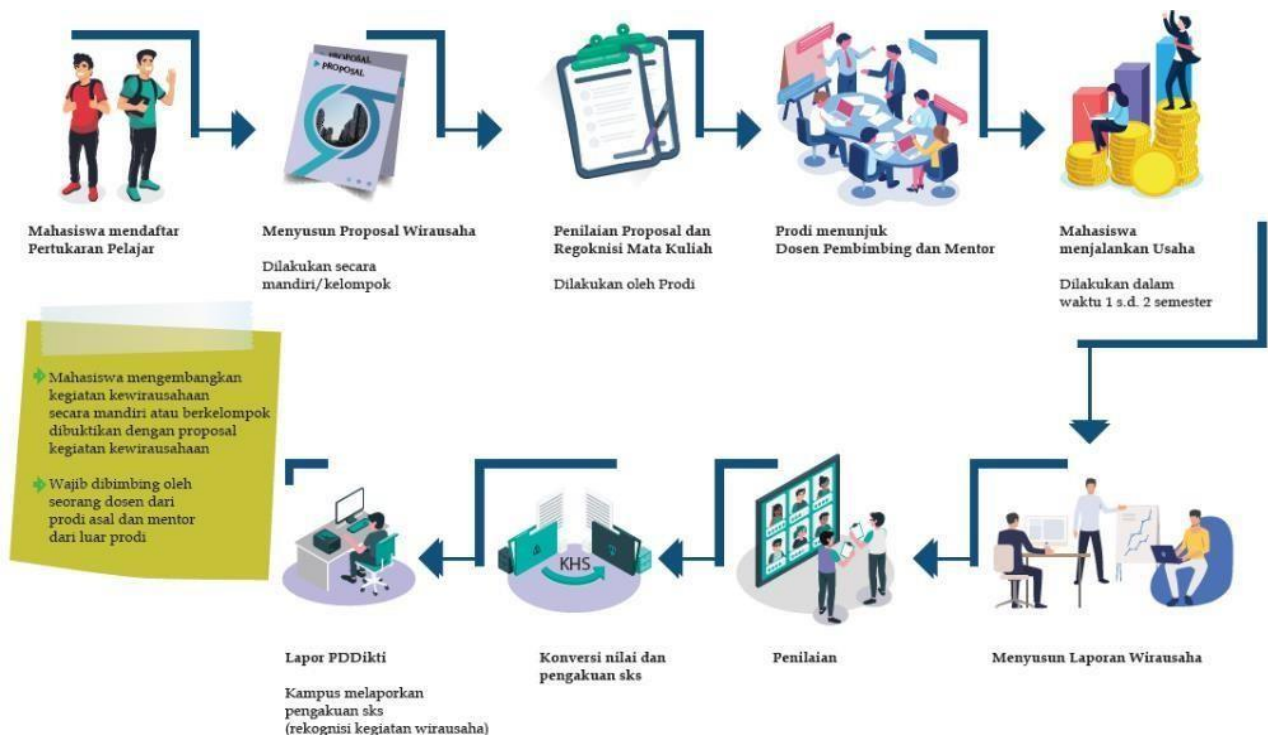 PROPOSAL
PROPOSAL
Mahasiswa mendaftar
Pertukaran Pelajar
Menyusun Proposal Wirausaha
Dilakukan secara
mandiri/kelompok
Penilaian Proposal dan
Regoknisi Mata Kuliah
Dilakukan oleh Prodi
Prodi menunjuk
Dosen Pembimbing dan Mentor
Mahasiswa
menjalankan Usaha
Dilakukan dalam
waktu 1 s.d. 2 semester
Mahasiswa mengembangkan
kegiatan kewirausahaan
secara mandiri atau berkelompok
dibuktikan dengan proposal
kegiatan kewirausahaan
Wajib dibimbing oleh
seorang dosen dari
prodi asal dan mentor
dari luar prodi
KHS
Lapor PDDikti
Kampus melaporkan
pengakuan sks
(rekognisi kegiatan wirausaha)
Konversi nilai dan
pengakuan sks
Penilaian
Menyusun Laporan Wirausaha